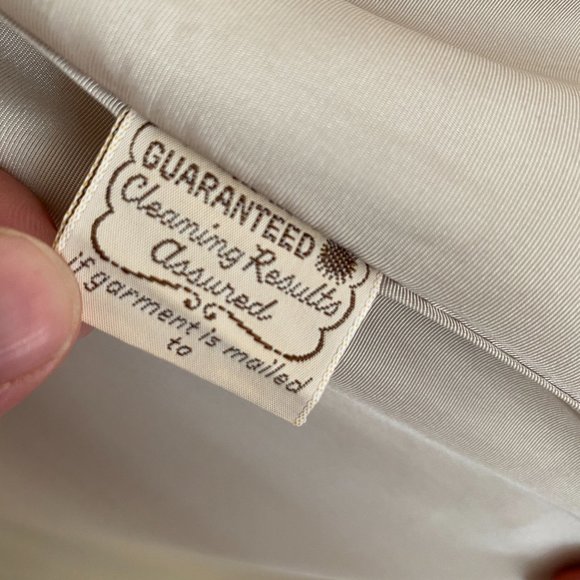 GUARANTEED
Cleaning Results
Assured
if garment is mailed
to